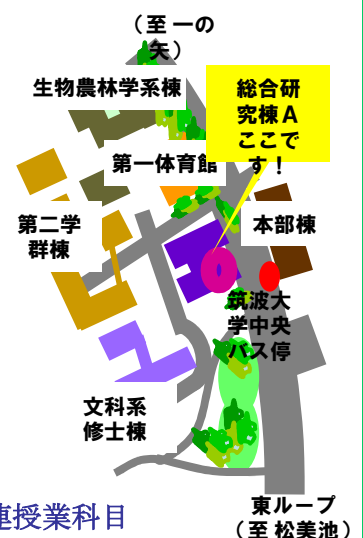 （至 一の
矢）
生物農林学系棟
総合研
究棟Ａ
ここで
す！
第一体育館
第二学
群棟
本部棟
筑波大
学中央
バス停
文科系
修士棟
連授業科目
東ループ
（至 松美池）